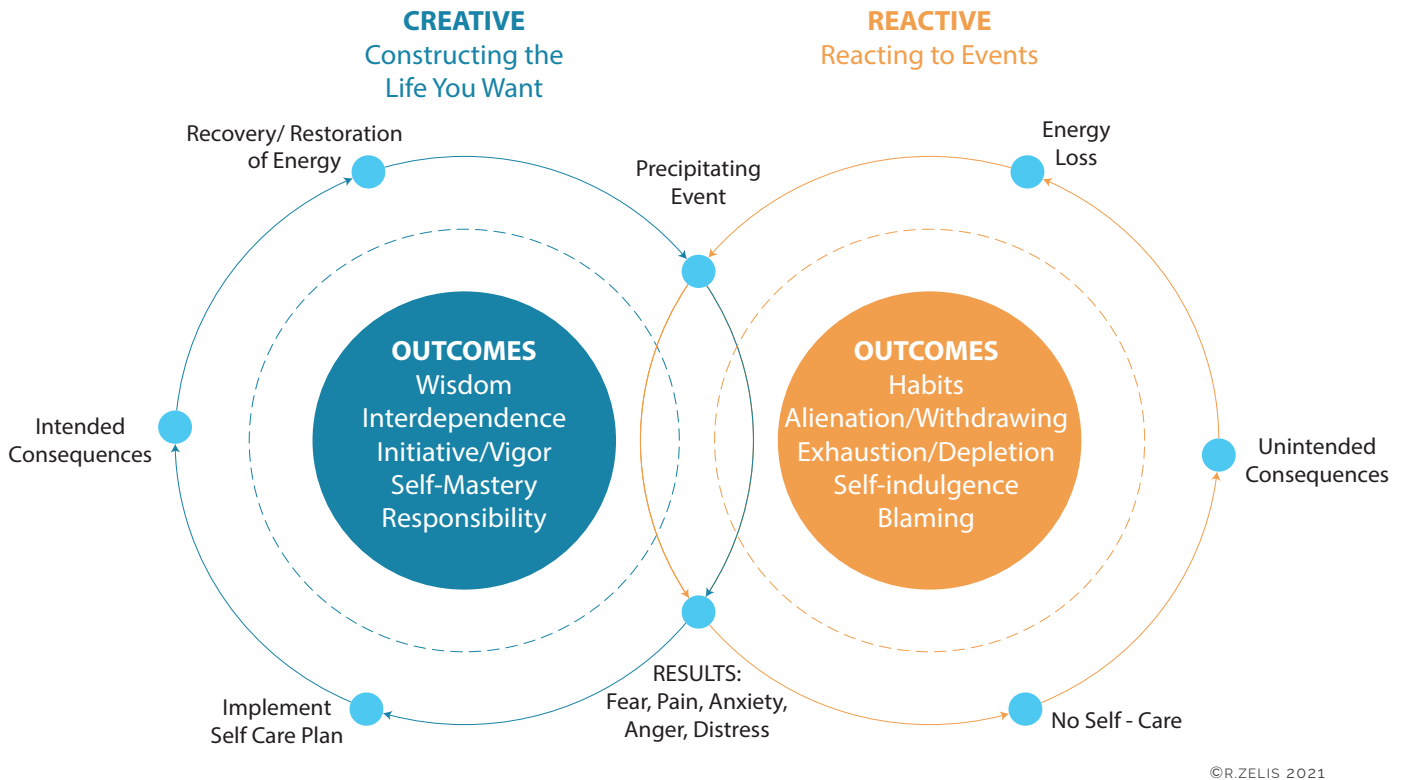 CREATIVE
Constructing the
Life You Want
REACTIVE
Reacting to Events
Recovery/ Restoration
of Energy
Precipitating
Event
Energy
Loss
OUTCOMES
Wisdom
Interdependence
Initiative/Vigor
Self-Mastery
Responsibility
OUTCOMES
Habits
Alienation/Withdrawing
Exhaustion/Depletion
Self-indulgence
Blaming
Intended
Consequences
Unintended
Consequences
Implement
Self Care Plan
RESULTS:
Fear, Pain, Anxiety,
Anger, Distress
No Self - Care
©R.ZELIS 2021